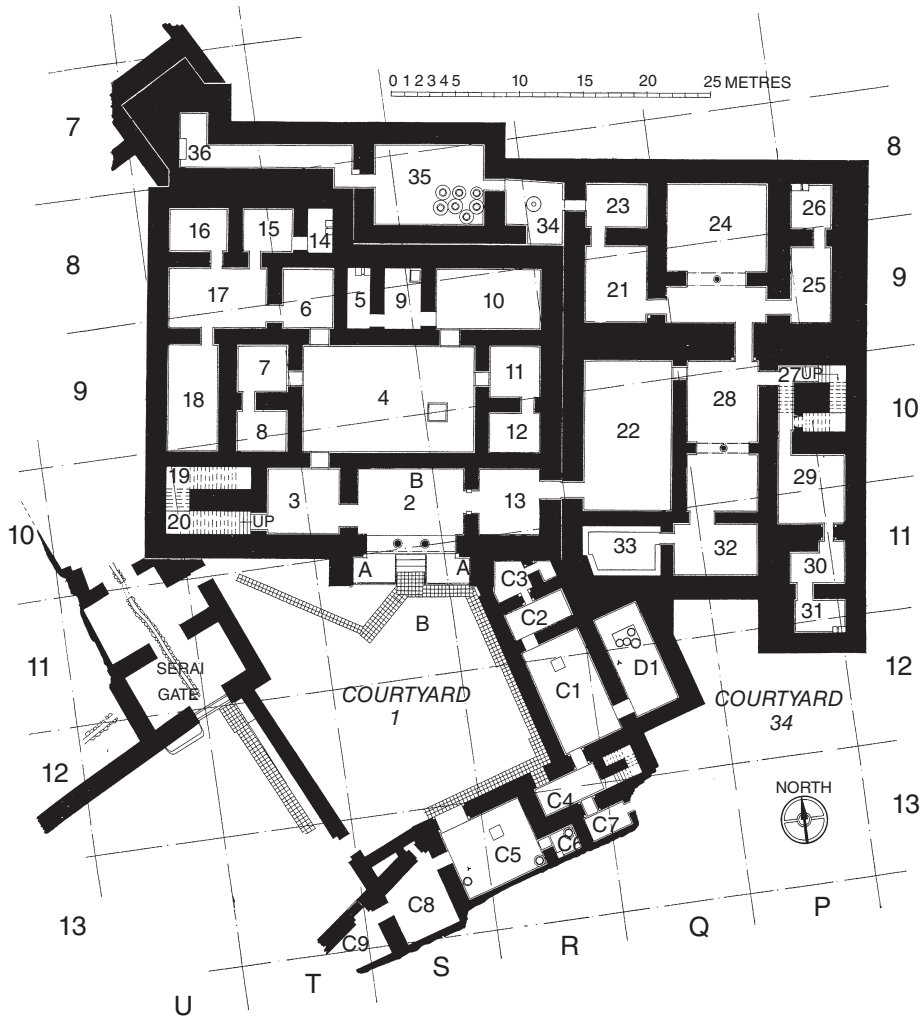 0 1 2 3 4 5 10 15 20 25 METRES
7
8
36
35
34
23
24
26
16
15
14
8
9
17
6
5
9
10
21
25
18
7
4
11
9
10
8
12
22
28
27 UP
19
20
UP
3
B
2
13
29
10
11
33
32
30
31
A
A
C3
B
C2
11
12
SERAI
GATE
COURTYARD
1
C1
D1
COURTYARD
34
12
13
NORTH
C4
C7
C6
C5
C8
C9
13
U
T
S
R
Q
P